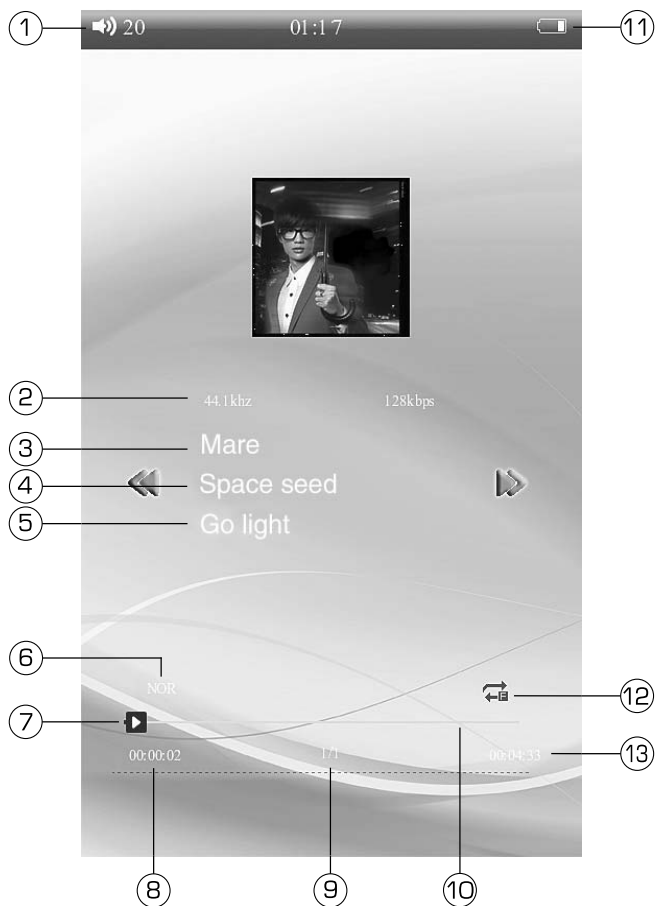 ① 20 01:17 ⑪
② 44.1khz 128kbps
③ Mare
④ Space seed
⑤ Go light
⑥ NOR
⑫
⑦
00:00:02 1/1 00:04:33 ⑬
⑧ ⑨ ⑩